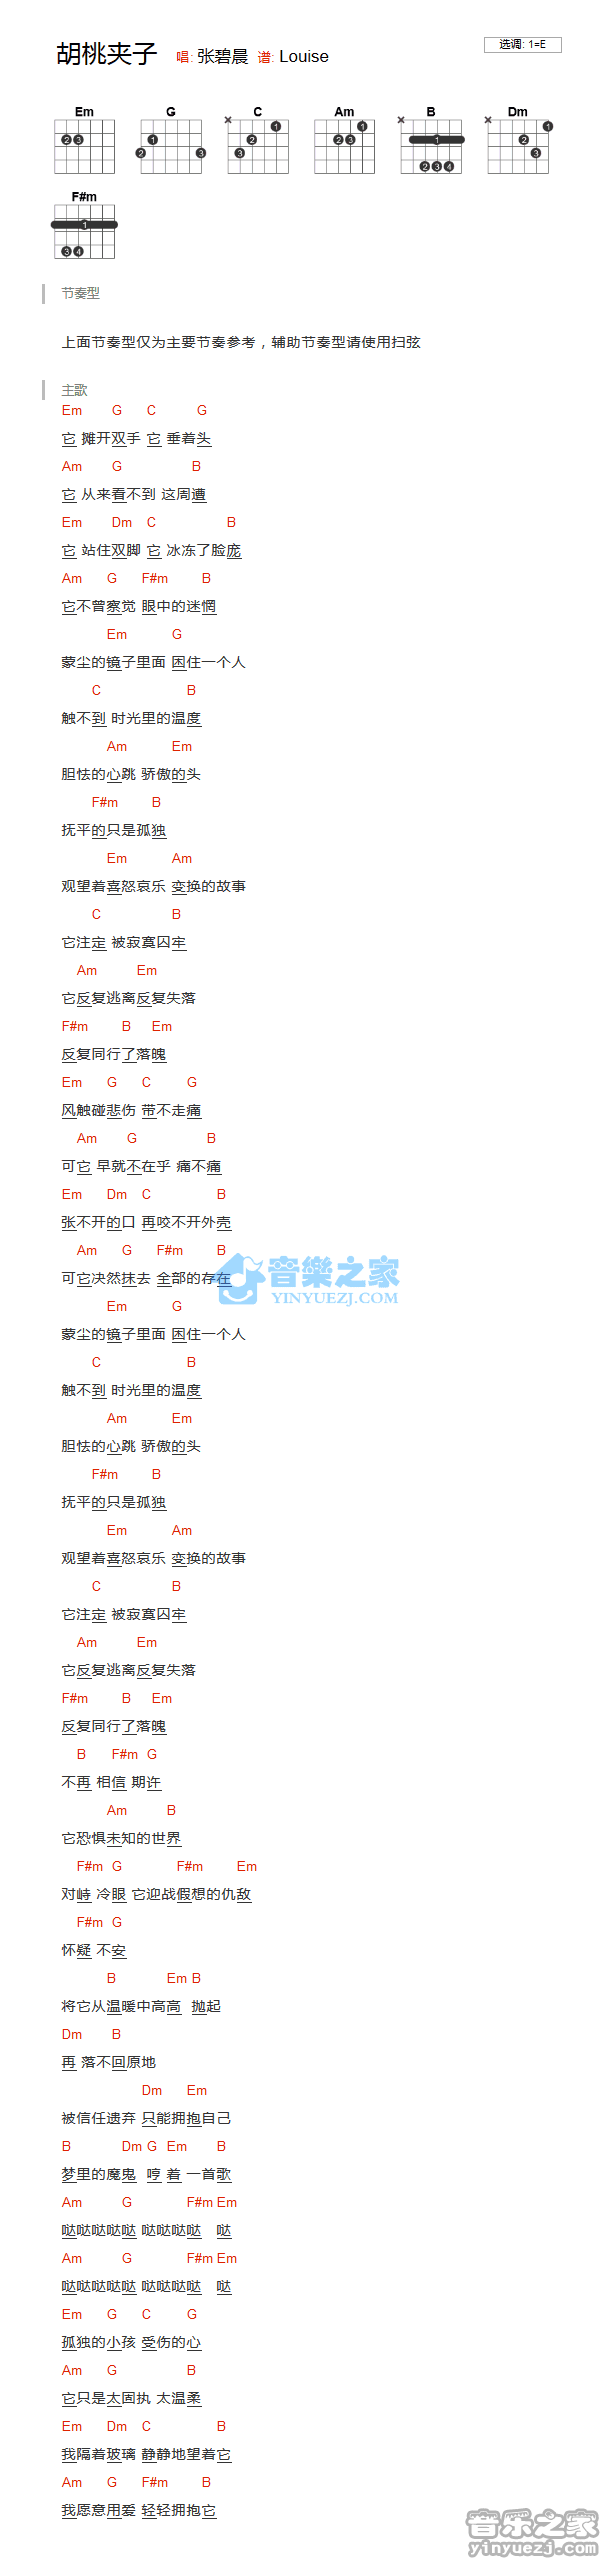 胡桃夹子 唱: 张碧晨 谱: Louise
选调: 1=E
Em G C Am B Dm
F#m
节奏型
上面节奏型仅为主要节奏参考，辅助节奏型请使用扫弦
主歌
Em G C G
它 摊开双手 它 垂着头
Am G B
它 从来看不到 这周遭
Em Dm C B
它 站住双脚 它 冰冻了脸庞
Am G F#m B
它不曾察觉 眼中的迷惘
Em G
蒙尘的镜子里面 困住一个人
C B
触不到 时光里的温度
Am Em
胆怯的心跳 骄傲的头
F#m B
抚平的只是孤独
Em Am
观望着喜怒哀乐 变换的故事
C B
它注定 被寂寞囚牢
Am Em
它反复逃离反复失落
F#m B Em
反复同行了落魄
Em G C G
风触碰悲伤 带不走痛
Am G B
可它 早就不在乎 痛不痛
Em Dm C B
张不开的口 再咬不开外壳
Am G F#m B
可它决然抹去 全部的存在
Em G
蒙尘的镜子里面 困住一个人
C B
触不到 时光里的温度
Am Em
胆怯的心跳 骄傲的头
F#m B
抚平的只是孤独
Em Am
观望着喜怒哀乐 变换的故事
C B
它注定 被寂寞囚牢
Am Em
它反复逃离反复失落
F#m B Em
反复同行了落魄
B F#m G
不再 相信 期许
Am B
它恐惧未知的世界
F#m G F#m Em
对峙 冷眼 它迎战假想的仇敌
F#m G
怀疑 不安
B Em B
将它从温暖中高高 抛起
Dm B
再 落不回原地
Dm Em
被信任遗弃 只能拥抱自己
B Dm G Em B
梦里的魔鬼 哼 着 一首歌
Am G F#m Em
哒哒哒哒哒 哒哒哒哒 哒
Am G F#m Em
哒哒哒哒哒 哒哒哒哒 哒
Em G C G
孤独的小孩 受伤的心
Am G B
它只是太固执 太温柔
Em Dm C B
我隔着玻璃 静静地望着它
Am G F#m B
我愿意用爱 轻轻拥抱它
音樂之家
YINYUEZJ.COM
音乐之家
yinyuezj.com